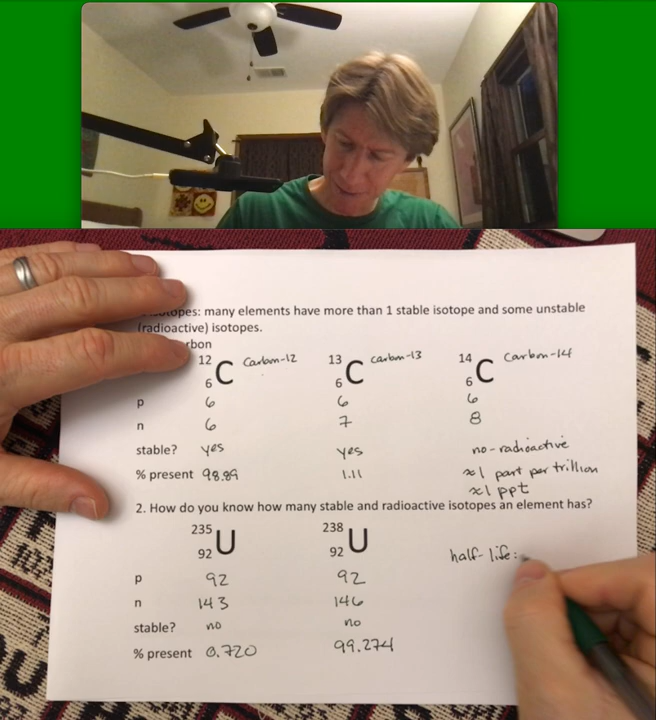 opes: many elements have more than 1 stable isotope and some unstable
(radioactive) isotopes.
rbon
12 6 C Carbon-12 13 6 C carbon-13 14 6 C Carbon-14
p 6 6 6
n 6 7 8
stable? yes yes no-radioactive
% present 98.89 1.11 ≈1 part per trillion
≈1 ppt
2. How do you know how many stable and radioactive isotopes an element has?
235 92 U 238 92 U
half-life:
p 92 92
n 143 146
stable? no no
% present 0.720 99.274